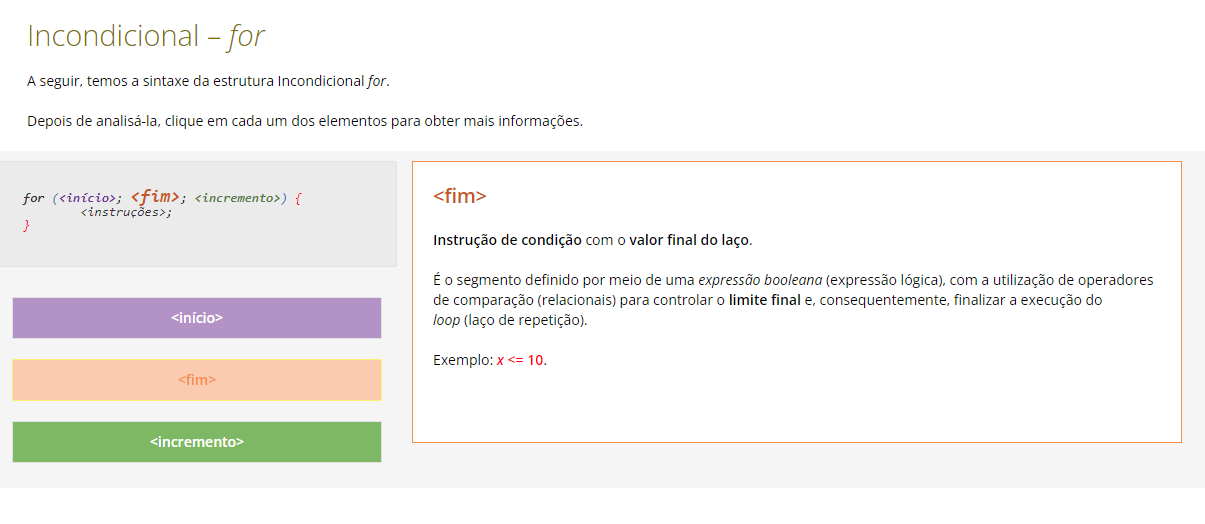 Incondicional – for
A seguir, temos a sintaxe da estrutura Incondicional for.
Depois de analisá-la, clique em cada um dos elementos para obter mais informações.
for (<início>; <fim>; <incremento>) {
<instruções>;
}
<início>
<fim>
<incremento>
<fim>
Instrução de condição com o valor final do laço.
É o segmento definido por meio de uma expressão booleana (expressão lógica), com a utilização de operadores
de comparação (relacionais) para controlar o limite final e, consequentemente, finalizar a execução do
loop (laço de repetição).
Exemplo: x <= 10.